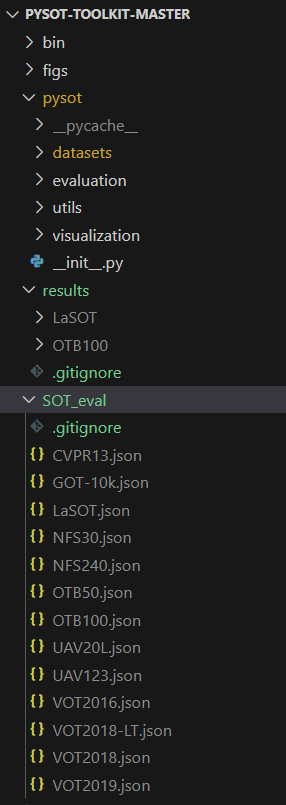 PYSOT-TOOLKIT-MASTER
bin
figs
pysot
__pycache__
datasets
evaluation
utils
visualization
__init__.py
results
LaSOT
OTB100
.gitignore
SOT_eval
.gitignore
CVPR13.json
GOT-10k.json
LaSOT.json
NFS30.json
NFS240.json
OTB50.json
OTB100.json
UAV20L.json
UAV123.json
VOT2016.json
VOT2018-LT.json
VOT2018.json
VOT2019.json